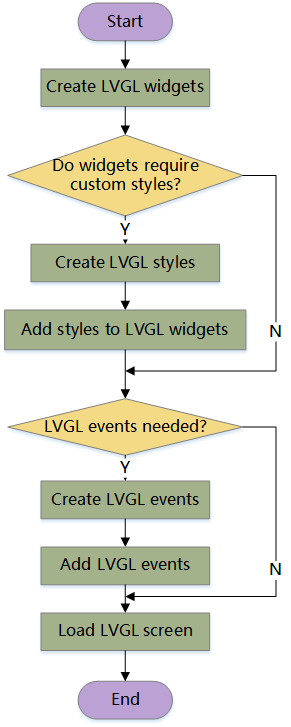 Start
Create LVGL widgets
Do widgets require
custom styles?
Y
Create LVGL styles
Add styles to LVGL widgets
N
LVGL events needed?
Y
Create LVGL events
Add LVGL events
N
Load LVGL screen
End